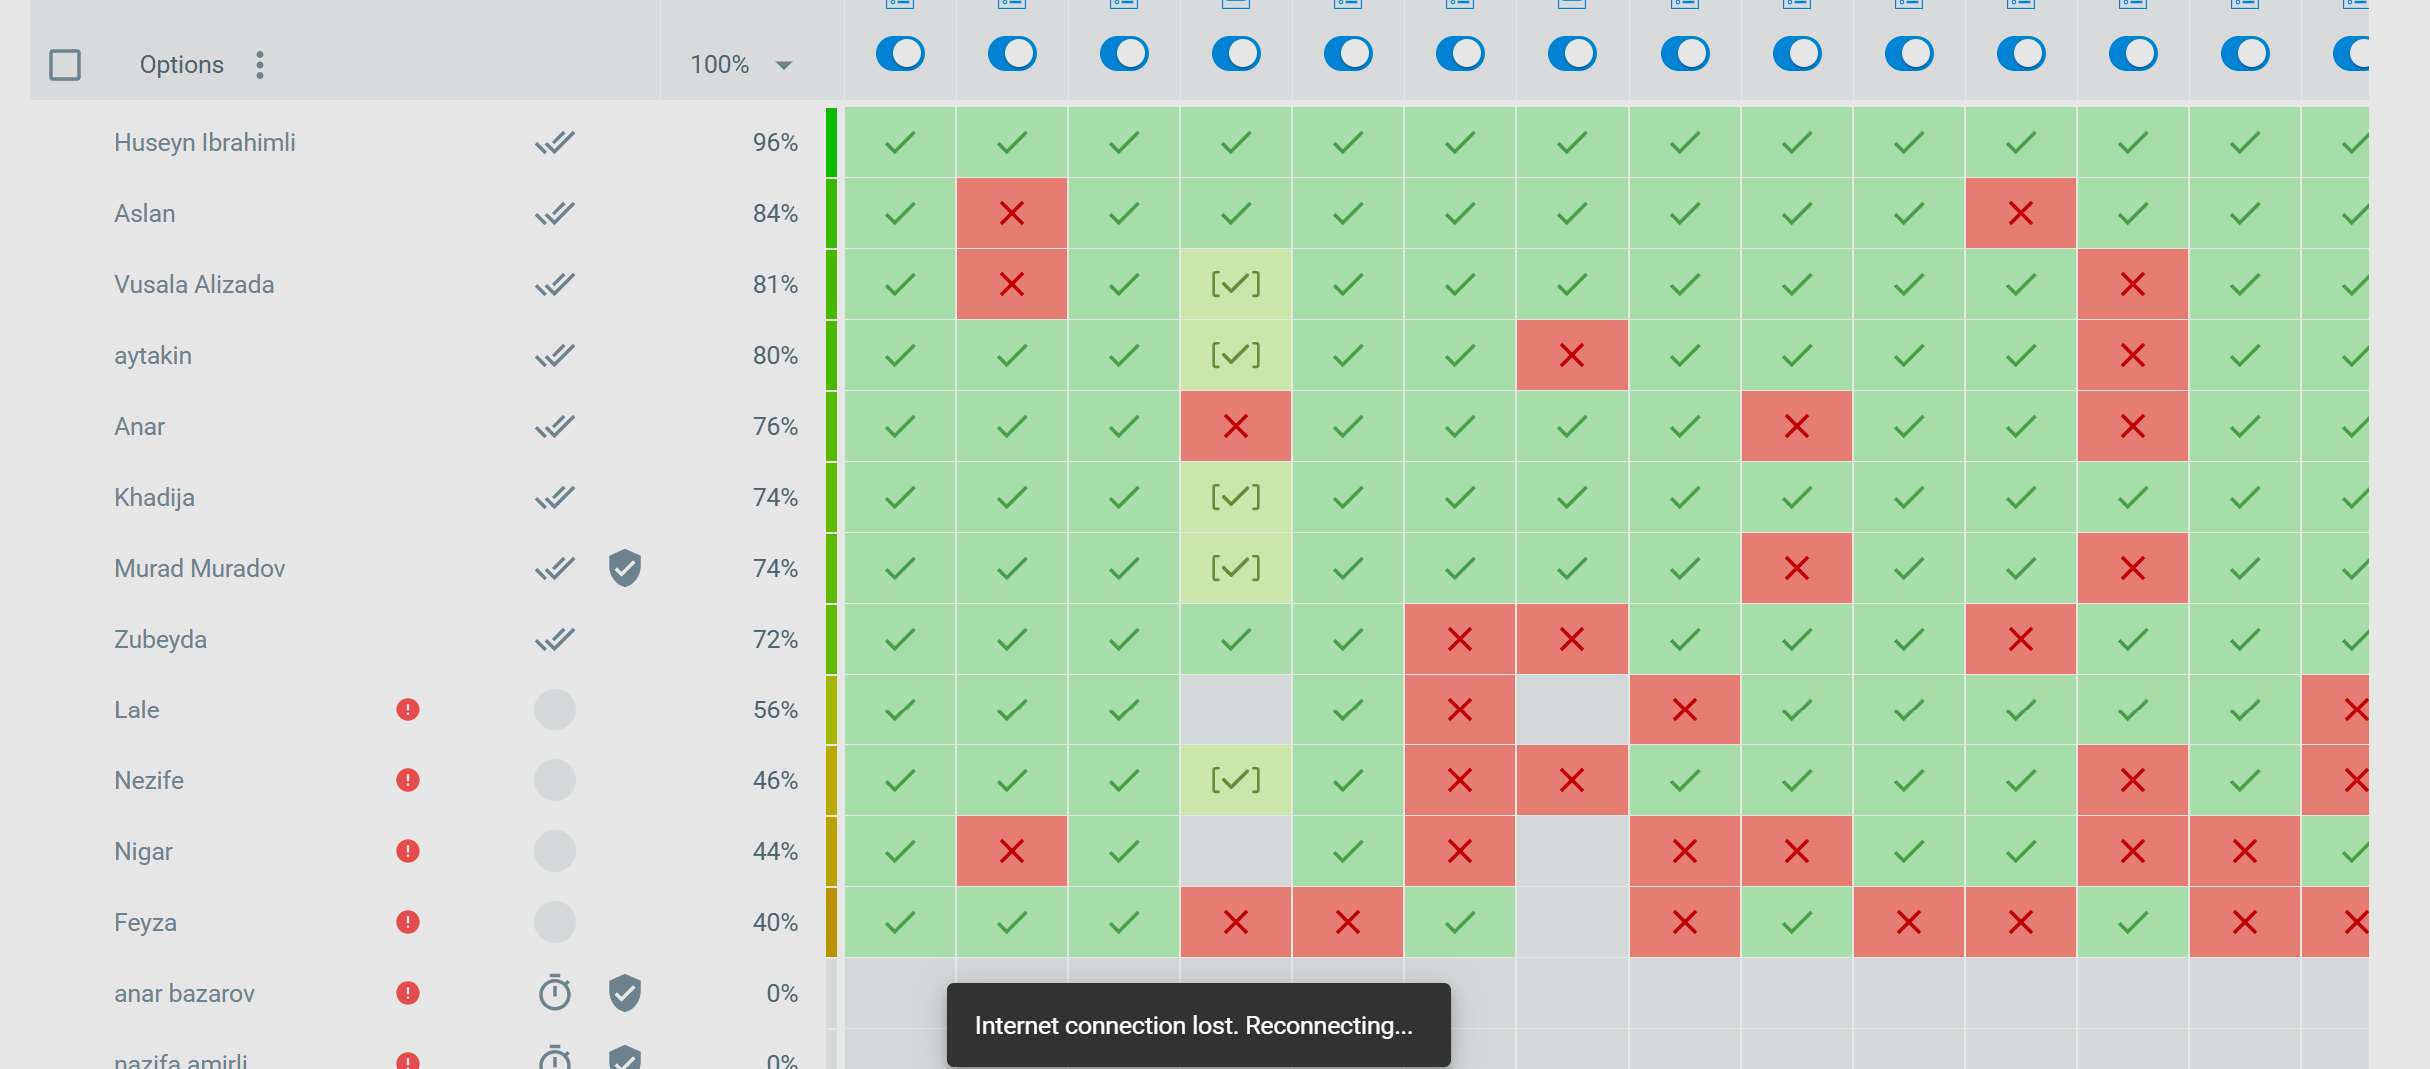 Options 100%
Huseyn Ibrahimli 96%
Aslan 84%
Vusala Alizada 81%
aytakin 80%
Anar 76%
Khadija 74%
Murad Muradov 74%
Zubeyda 72%
Lale 56%
Nezife 46%
Nigar 44%
Feyza 40%
anar bazarov 0%
Internet connection lost. Reconnecting...
nazifa amirli 0%